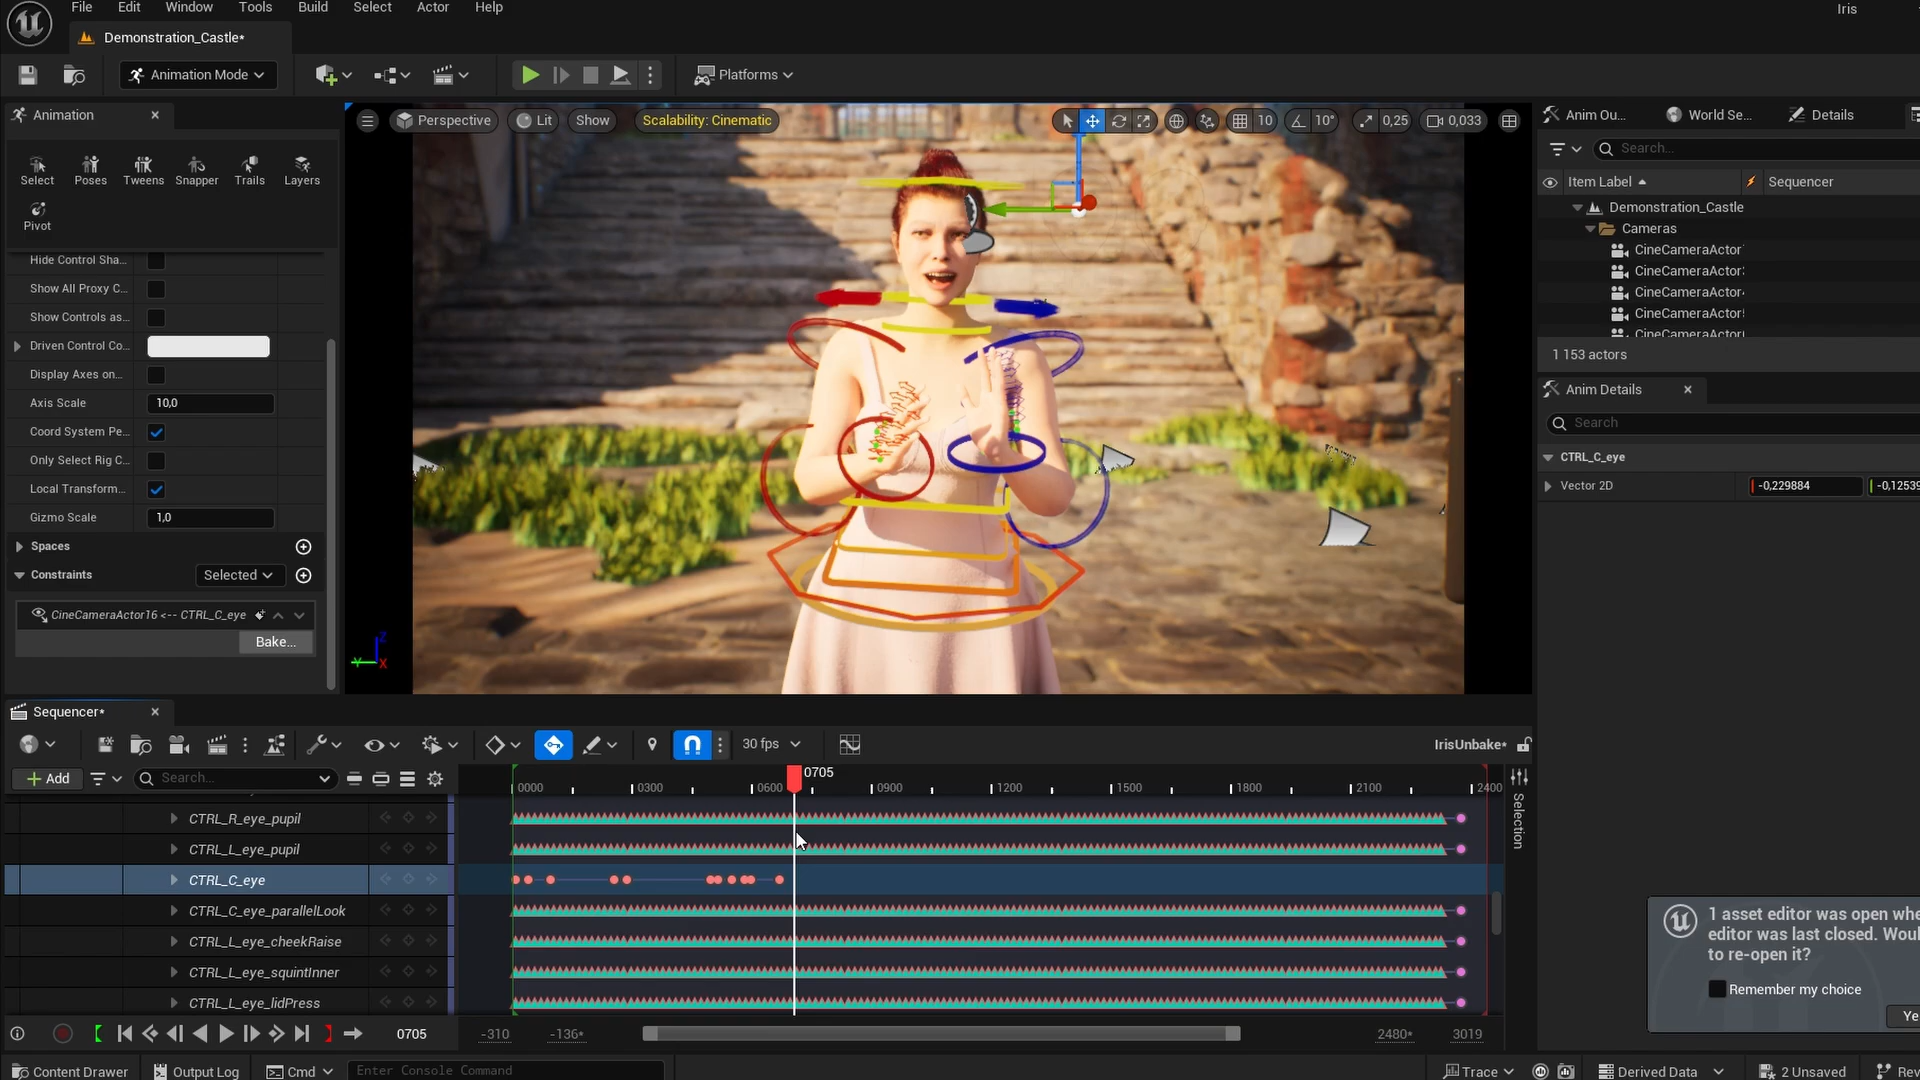 File Edit Window Tools Build Select Actor Help
Iris
Demonstration_Castle*
Animation Mode
Platforms
Animation
Perspective
Lit
Show
Scalability: Cinematic
10
10°
0,25
0,033
Anim Ou...
World Se...
Details
Search...
Select Poses Tweens Snapper Trails Layers
Pivot
Item Label
Sequencer
Demonstration_Castle
Cameras
CineCameraActor
CineCameraActor
CineCameraActor
CineCameraActor
CineCameraActor
1 153 actors
Hide Control Sha...
Show All Proxy C...
Show Controls as...
Driven Control Co...
Display Axes on...
Axis Scale 10,0
Coord System Pe...
Only Select Rig C...
Local Transform...
Gizmo Scale 1,0
Spaces
Constraints
Selected
CineCameraActor16 <-- CTRL_C_eye
Bake...
Z
Y X
Anim Details
Search
CTRL_C_eye
Vector 2D -0,229884 -0,12539
Sequencer*
30 fps
IrisUnbake*
Add
Search...
0705
0000 0300 0600 0900 1200 1500 1800 2100 2400
Selection
CTRL_R_eye_pupil
CTRL_L_eye_pupil
CTRL_C_eye
CTRL_C_eye_parallelLook
CTRL_L_eye_cheekRaise
CTRL_L_eye_squintInner
CTRL_L_eye_lidPress
0705
-310
-136*
2480*
3019
1 asset editor was open whe
editor was last closed. Wou
to re-open it?
Remember my choice
Ye
Content Drawer
Output Log
Cmd
Enter Console Command
Trace
Derived Data
2 Unsaved
Rev